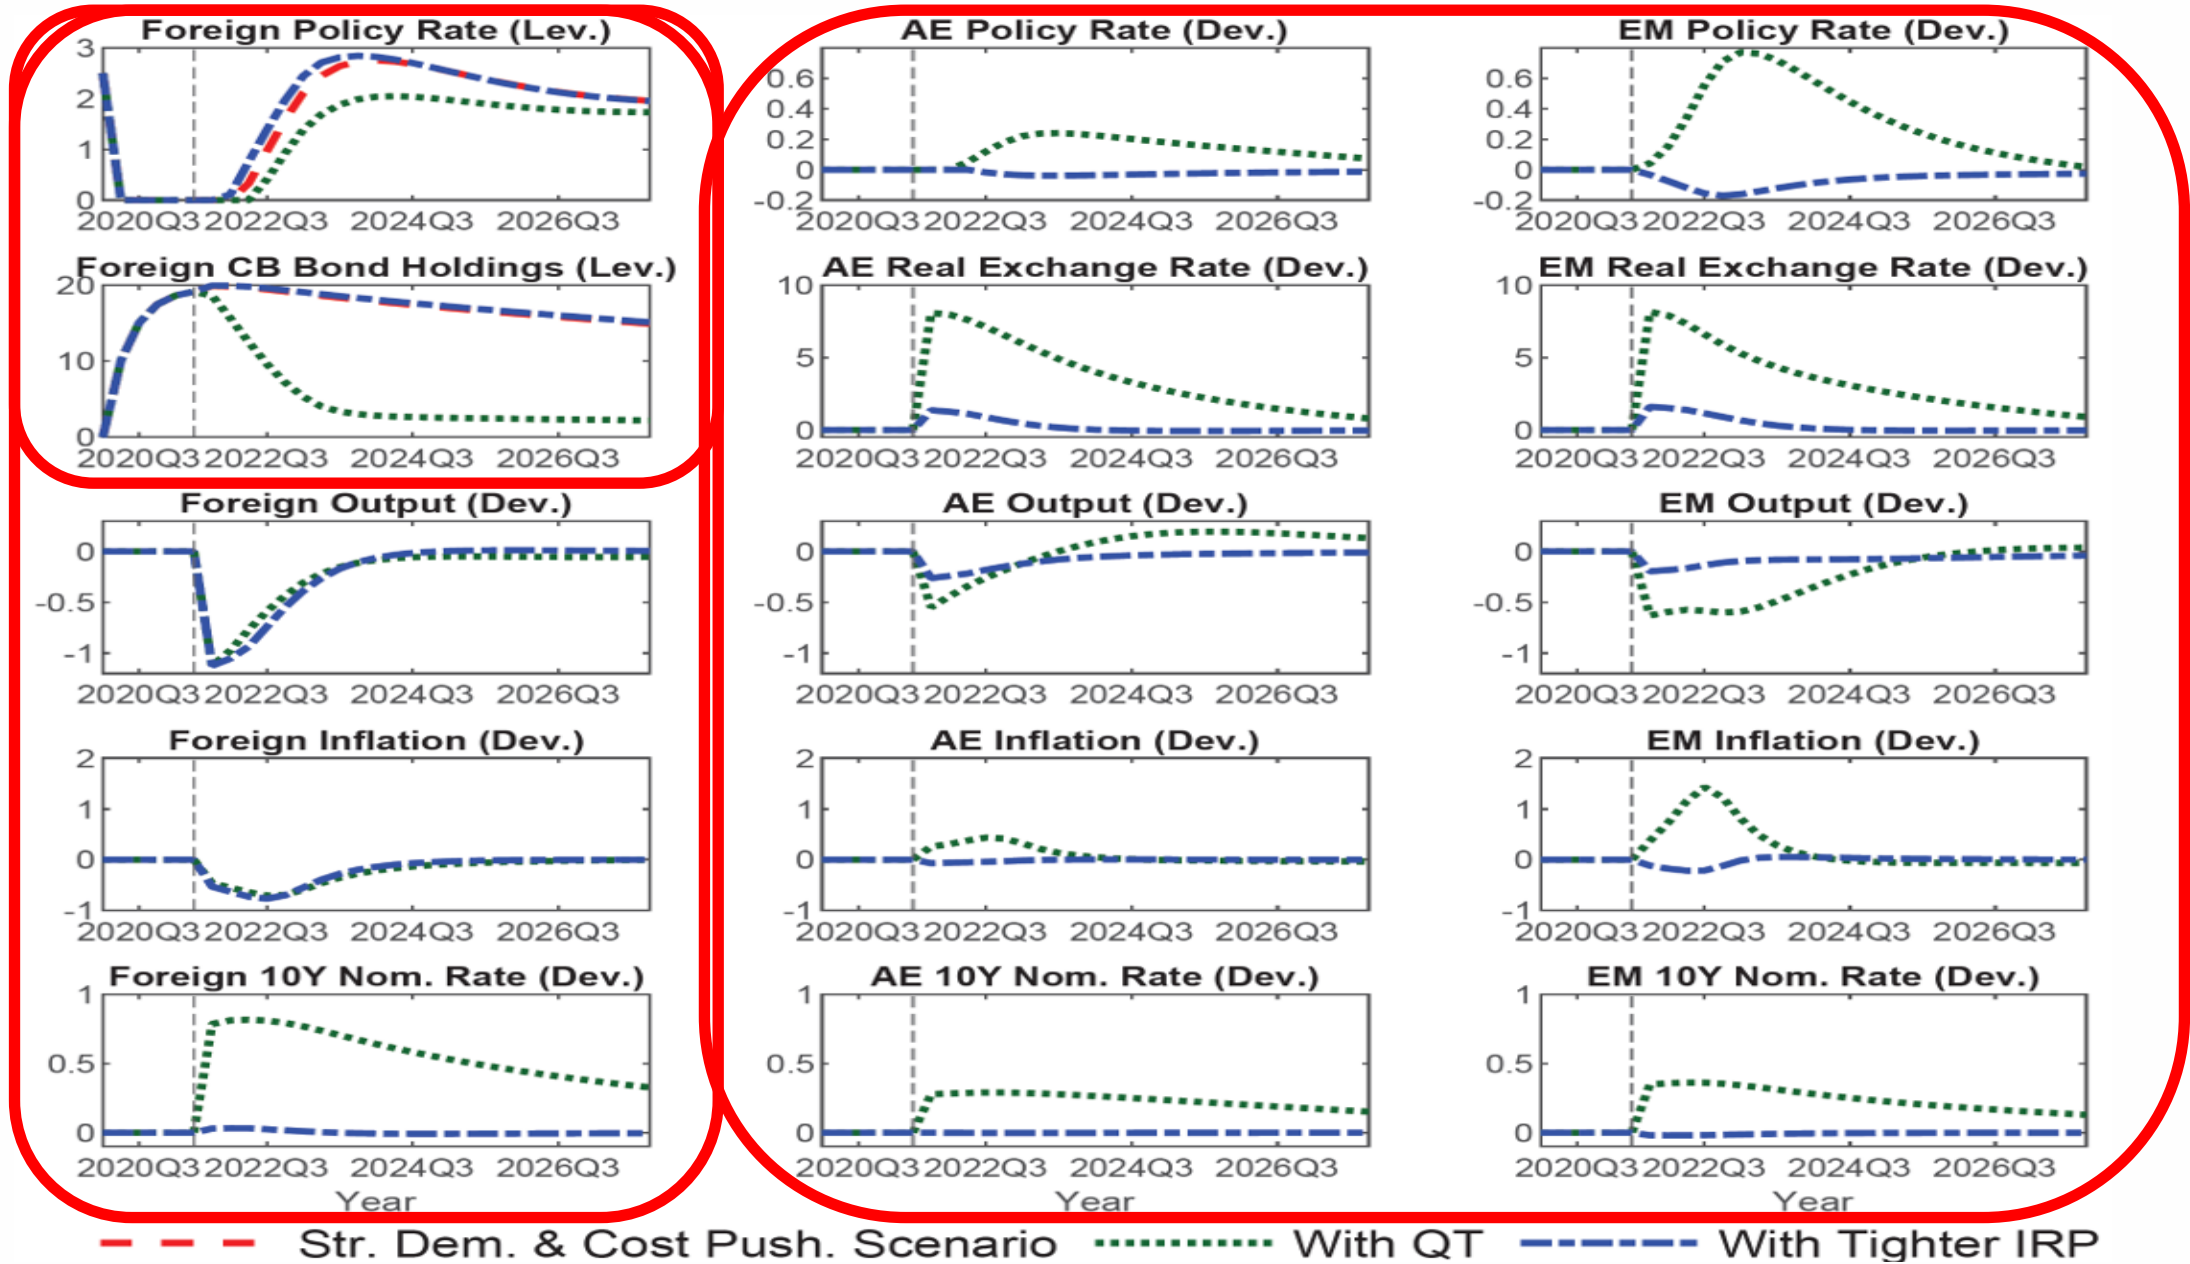 Foreign Policy Rate (Lev.)
3
2
1
0
2020Q3 2022Q3 2024Q3 2026Q3
AE Policy Rate (Dev.)
0.6
0.4
0.2
0
-0.2
2020Q3 2022Q3 2024Q3 2026Q3
EM Policy Rate (Dev.)
0.6
0.4
0.2
0
-0.2
2020Q3 2022Q3 2024Q3 2026Q3
Foreign CB Bond Holdings (Lev.)
20
10
0
2020Q3 2022Q3 2024Q3 2026Q3
AE Real Exchange Rate (Dev.)
10
5
0
2020Q3 2022Q3 2024Q3 2026Q3
EM Real Exchange Rate (Dev.)
10
5
0
2020Q3 2022Q3 2024Q3 2026Q3
Foreign Output (Dev.)
0
-0.5
-1
2020Q3 2022Q3 2024Q3 2026Q3
AE Output (Dev.)
0
-0.5
-1
2020Q3 2022Q3 2024Q3 2026Q3
EM Output (Dev.)
0
-0.5
-1
2020Q3 2022Q3 2024Q3 2026Q3
Foreign Inflation (Dev.)
2
1
0
-1
2020Q3 2022Q3 2024Q3 2026Q3
AE Inflation (Dev.)
2
1
0
-1
2020Q3 2022Q3 2024Q3 2026Q3
EM Inflation (Dev.)
2
1
0
-1
2020Q3 2022Q3 2024Q3 2026Q3
Foreign 10Y Nom. Rate (Dev.)
1
0.5
0
2020Q3 2022Q3 2024Q3 2026Q3
Year
AE 10Y Nom. Rate (Dev.)
1
0.5
0
2020Q3 2022Q3 2024Q3 2026Q3
Year
EM 10Y Nom. Rate (Dev.)
1
0.5
0
2020Q3 2022Q3 2024Q3 2026Q3
Year
Str. Dem. & Cost Push. Scenario With QT With Tighter IRP